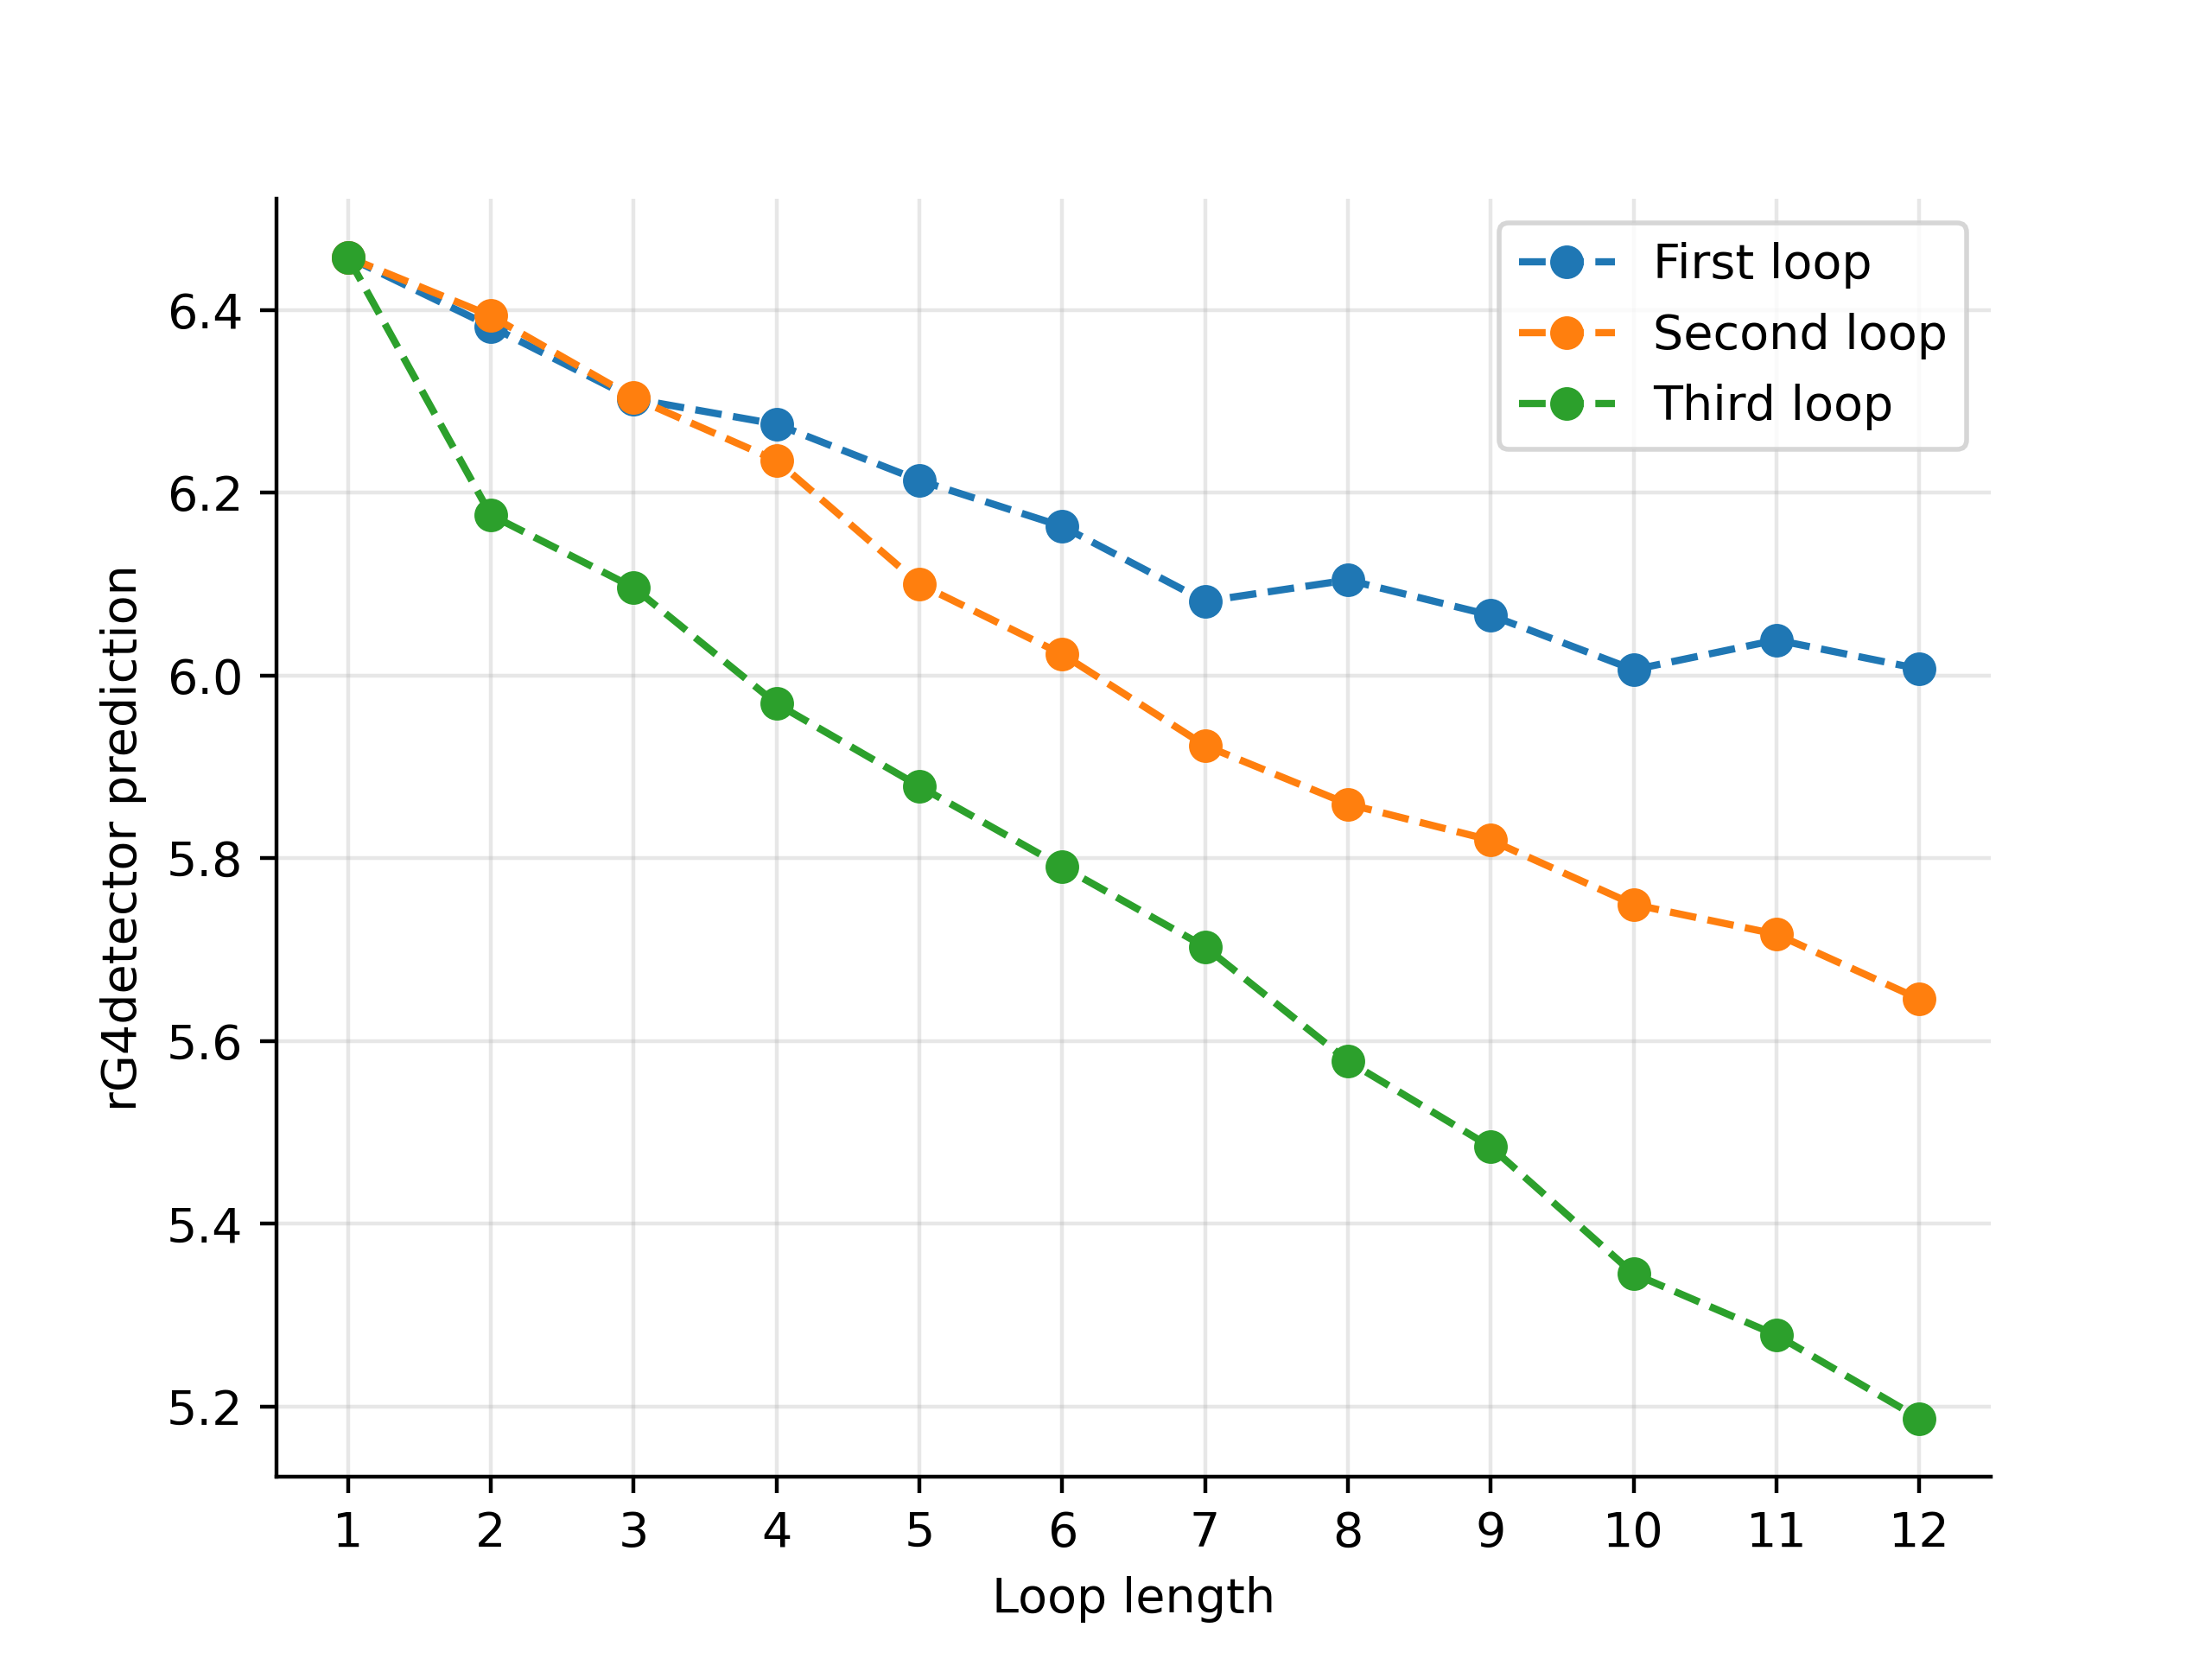 First loop
Second loop
Third loop
6.4
6.2
6.0
5.8
5.6
5.4
5.2
rG4detector prediction
1 2 3 4 5 6 7 8 9 10 11 12
Loop length